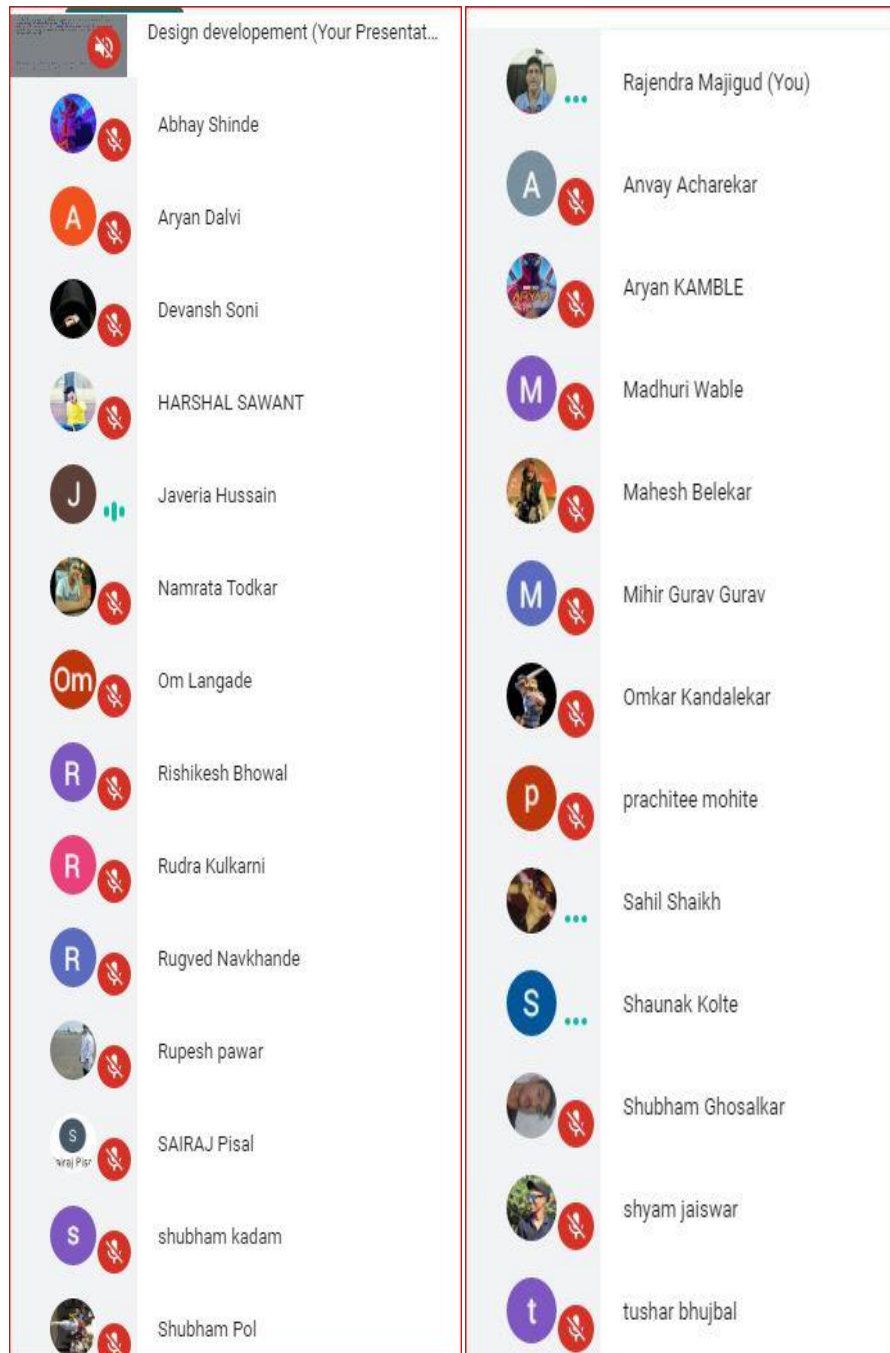 Design developement (Your Presentat...
Abhay Shinde
A
Aryan Dalvi
Devansh Soni
HARSHAL SAWANT
J
Javeria Hussain
Namrata Todkar
Om
Om Langade
R
Rishikesh Bhowal
R
Rudra Kulkarni
R
Rugved Navkhande
Rupesh pawar
S
SAIRAJ Pisal
s
shubham kadam
Shubham Pol
Rajendra Majigud (You)
A
Anvay Acharekar
ARYAN
Aryan KAMBLE
M
Madhuri Wable
Mahesh Belekar
M
Mihir Gurav Gurav
Omkar Kandalekar
p
prachitee mohite
Sahil Shaikh
S
Shaunak Kolte
Shubham Ghosalkar
shyam jaiswar
t
tushar bhujbal